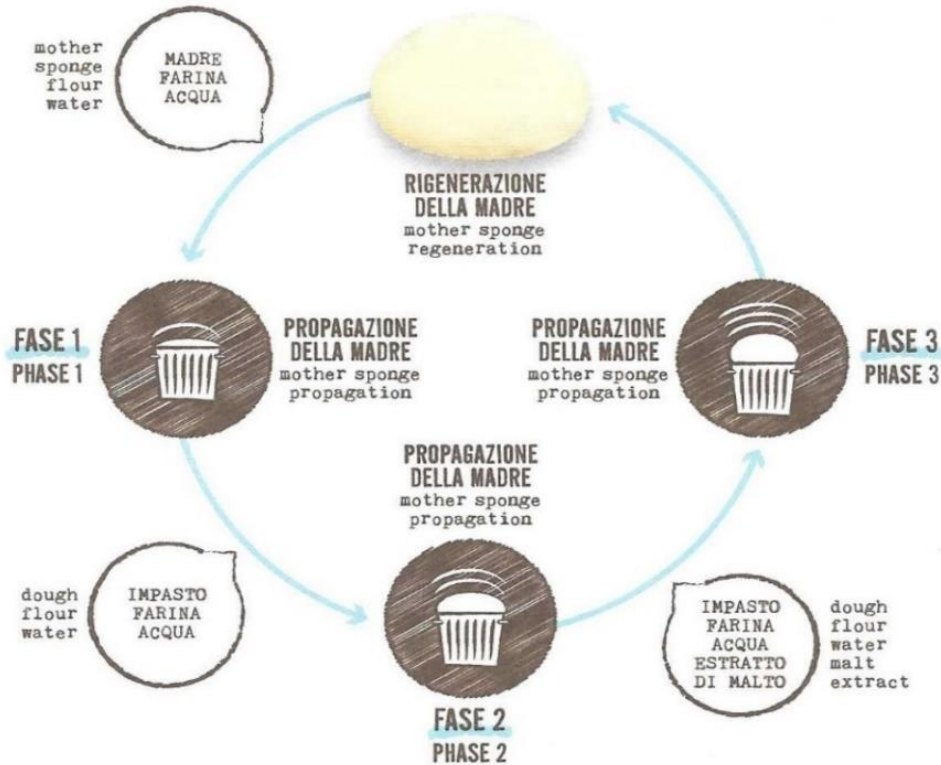 mother
sponge
flour
water
MADRE
FARINA
ACQUA
RIGENERAZIONE
DELLA MADRE
mother sponge
regeneration
FASE 1
PHASE 1
PROPAGAZIONE
DELLA MADRE
mother sponge
propagation
PROPAGAZIONE
DELLA MADRE
mother sponge
propagation
FASE 3
PHASE 3
PROPAGAZIONE
DELLA MADRE
mother sponge
propagation
dough
flour
water
IMPASTO
FARINA
ACQUA
FASE 2
PHASE 2
IMPASTO
FARINA
ACQUA
ESTRATTO
DI MALTO
dough
flour
water
malt
extract